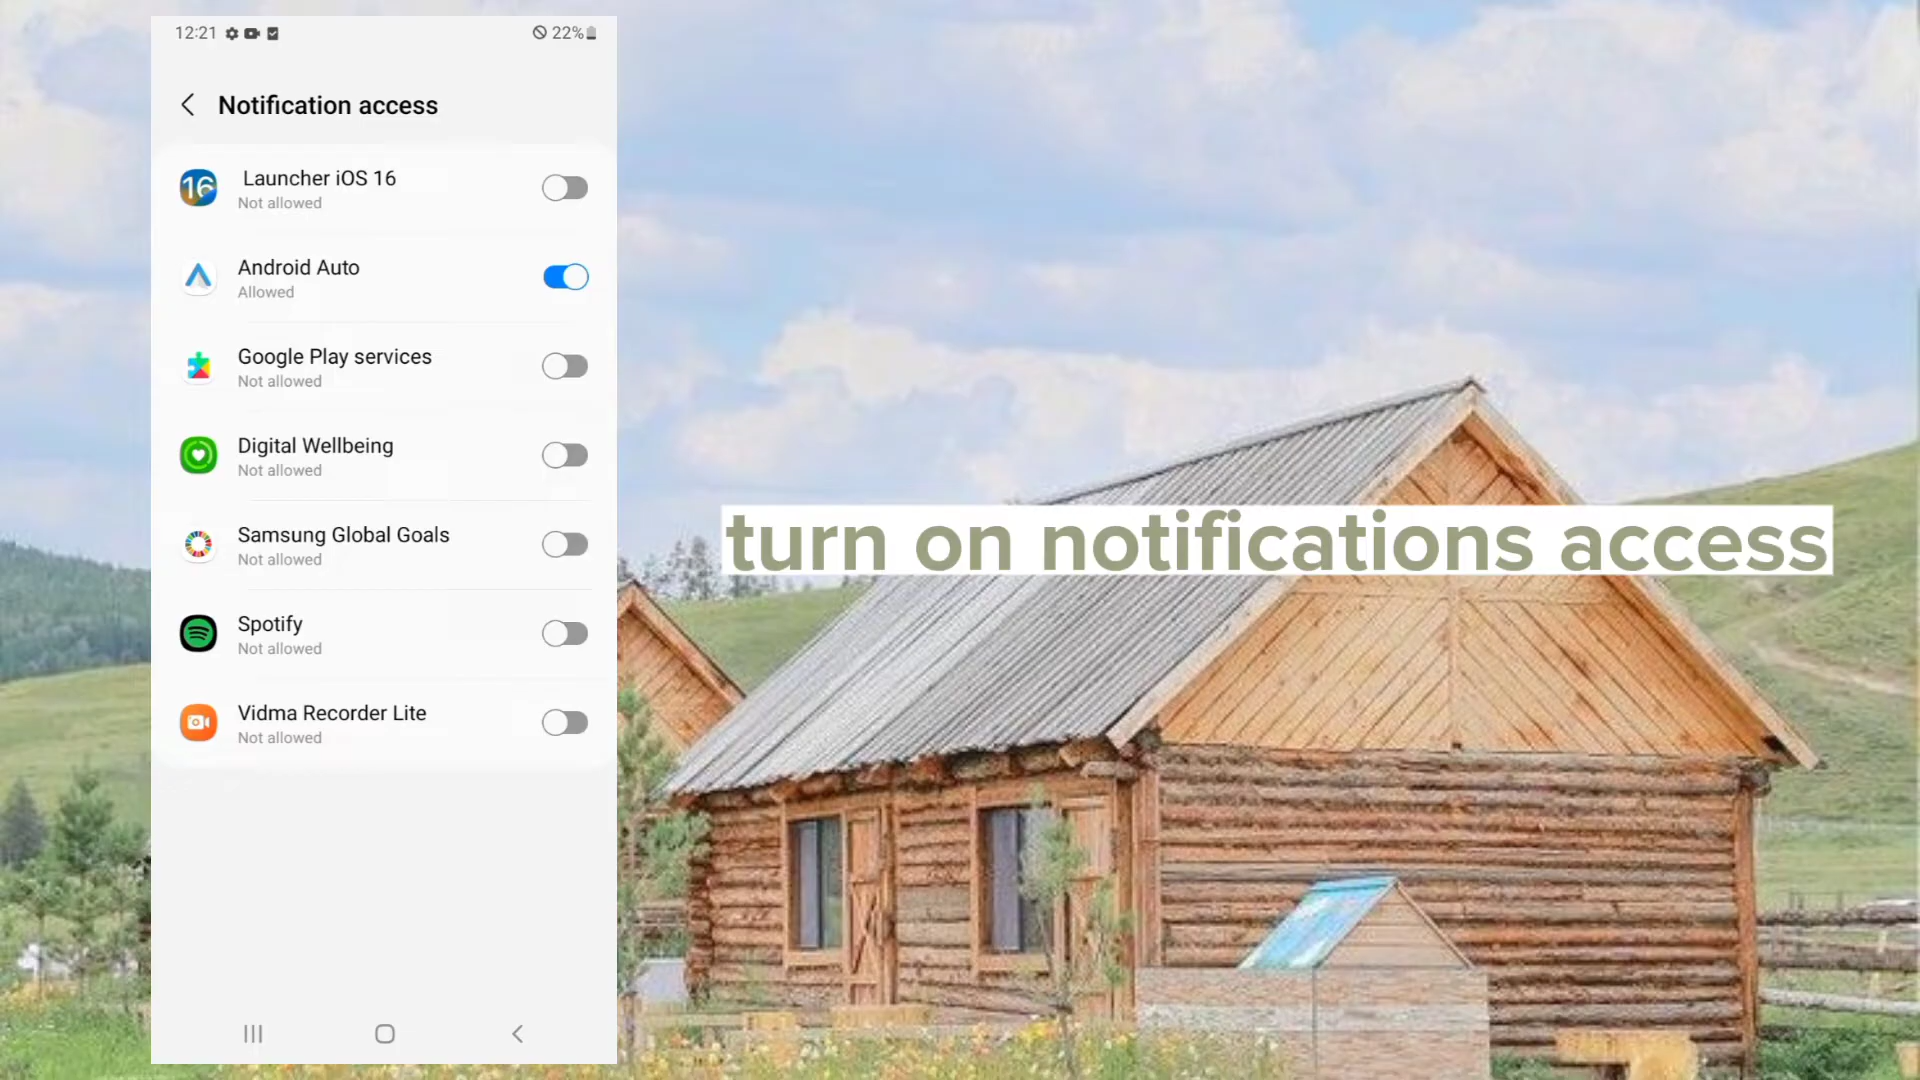 12:21
22%
Notification access
16
Launcher iOS 16
Not allowed
Android Auto
Allowed
Google Play services
Not allowed
Digital Wellbeing
Not allowed
Samsung Global Goals
Not allowed
Spotify
Not allowed
Vidma Recorder Lite
Not allowed
turn on notifications access